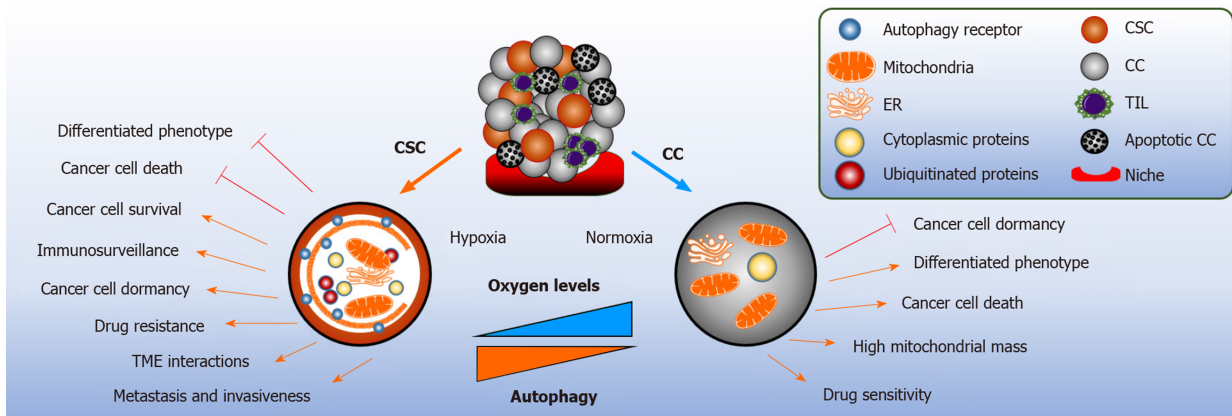 Autophagy receptor
CSC
Mitochondria
CC
ER
TIL
Cytoplasmic proteins
Apoptotic CC
Ubiquitinated proteins
Niche
CSC
CC
Differentiated phenotype
Cancer cell death
Cancer cell survival
Immunosurveillance
Cancer cell dormancy
Drug resistance
TME interactions
Metastasis and invasiveness
Hypoxia
Normoxia
Oxygen levels
Autophagy
Cancer cell dormancy
Differentiated phenotype
Cancer cell death
High mitochondrial mass
Drug sensitivity